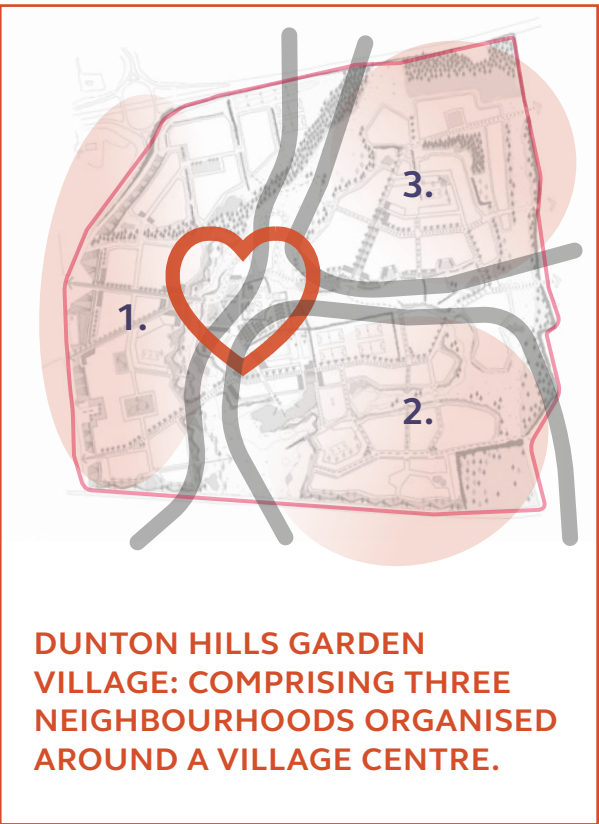 3.
1.
2.
DUNTON HILLS GARDEN
VILLAGE: COMPRISING THREE
NEIGHBOURHOODS ORGANISED
AROUND A VILLAGE CENTRE.